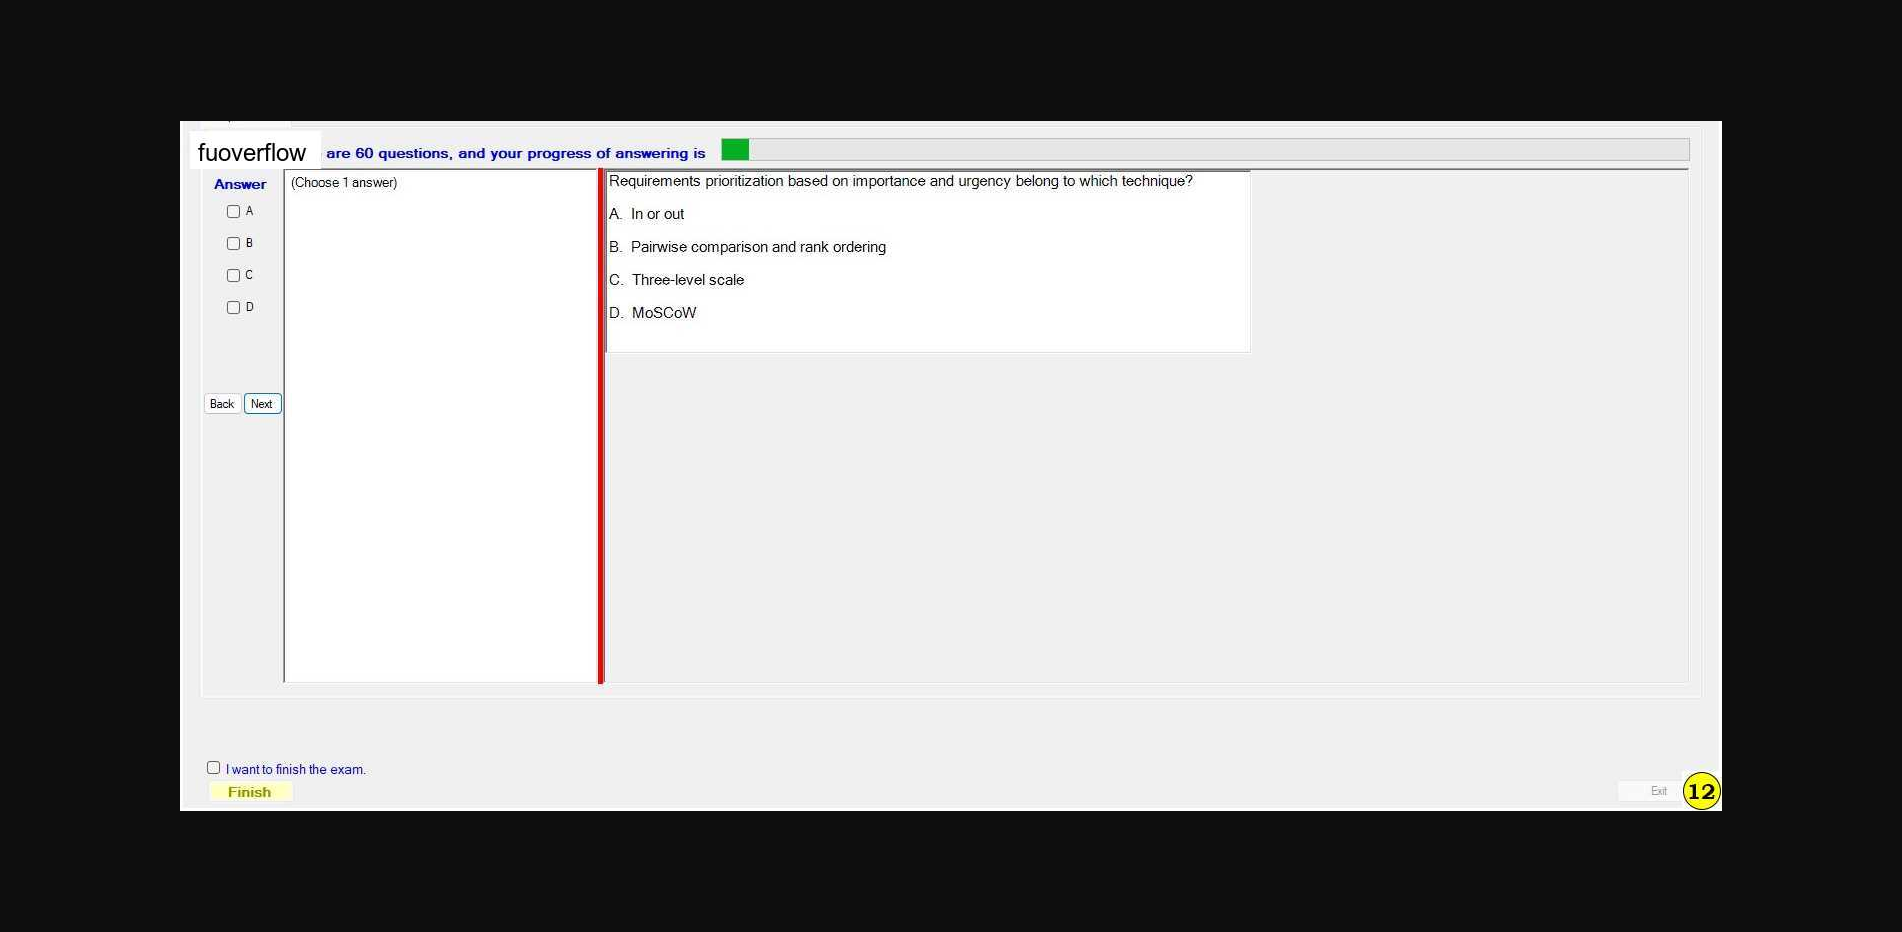 fuoverflow are 60 questions, and your progress of answering is
Answer
(Choose 1 answer)
A
B
C
D
Back Next
Requirements prioritization based on importance and urgency belong to which technique?
A. In or out
B. Pairwise comparison and rank ordering
C. Three-level scale
D. MoSCoW
I want to finish the exam.
Finish
Exit
12